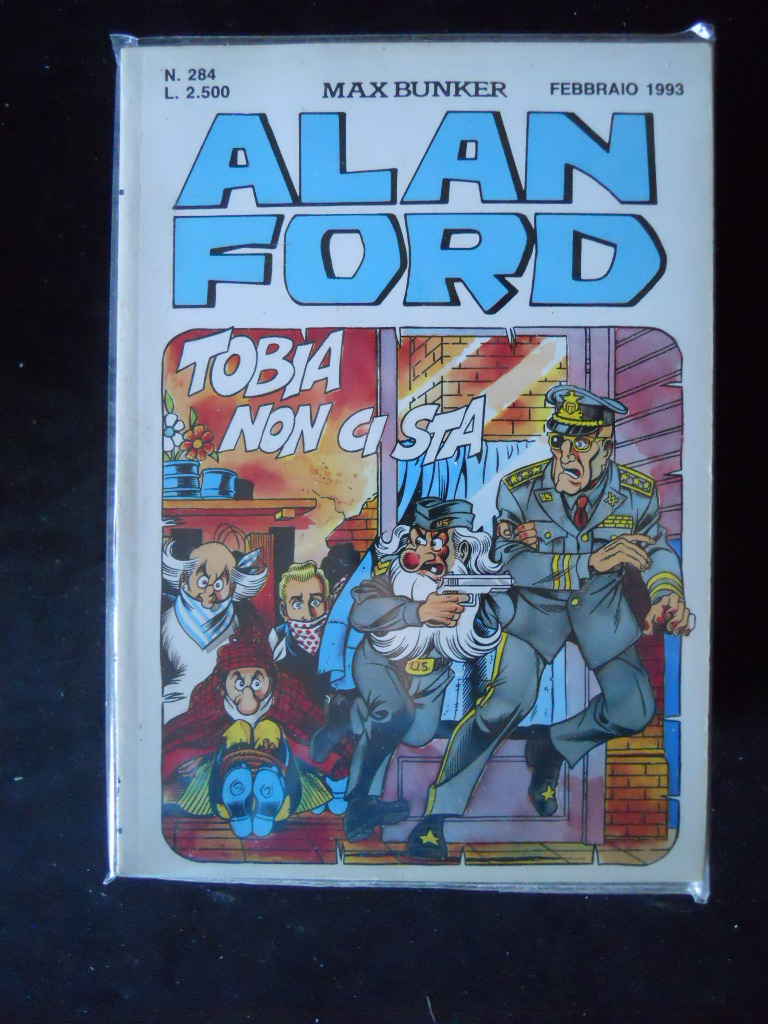 N. 284
L. 2.500
MAX BUNKER
FEBBRAIO 1993
ALAN
FORD
TOBIA
NON CI STA
US
US
U.S.